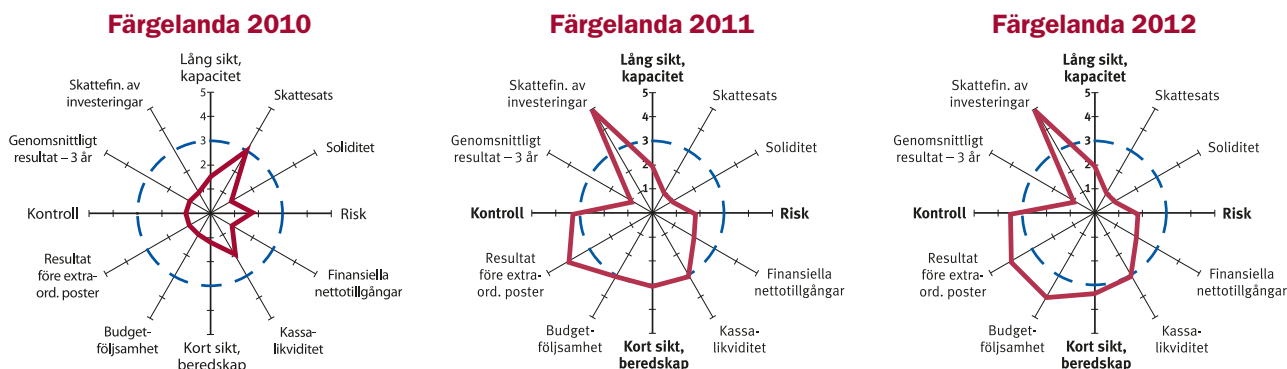 Färgelanda 2010
Lång sikt,
kapacitet
Skattefin. av
investeringar
Skattesats
Genomsnittligt
resultat – 3 år
Soliditet
Kontroll
Risk
Resultat
före extra-
ord. poster
Finansiella
nettotillgångar
Budget-
följsamhet
Kassa-
likviditet
Kort sikt,
beredskap
5
4
3
2
1
Färgelanda 2011
Lång sikt,
kapacitet
Skattefin. av
investeringar
Skattesats
Genomsnittligt
resultat – 3 år
Soliditet
Kontroll
Risk
Resultat
före extra-
ord. poster
Finansiella
nettotillgångar
Budget-
följsamhet
Kassa-
likviditet
Kort sikt,
beredskap
5
4
3
2
1
Färgelanda 2012
Lång sikt,
kapacitet
Skattefin. av
investeringar
Skattesats
Genomsnittligt
resultat – 3 år
Soliditet
Kontroll
Risk
Resultat
före extra-
ord. poster
Finansiella
nettotillgångar
Budget-
följsamhet
Kassa-
likviditet
Kort sikt,
beredskap
5
4
3
2
1